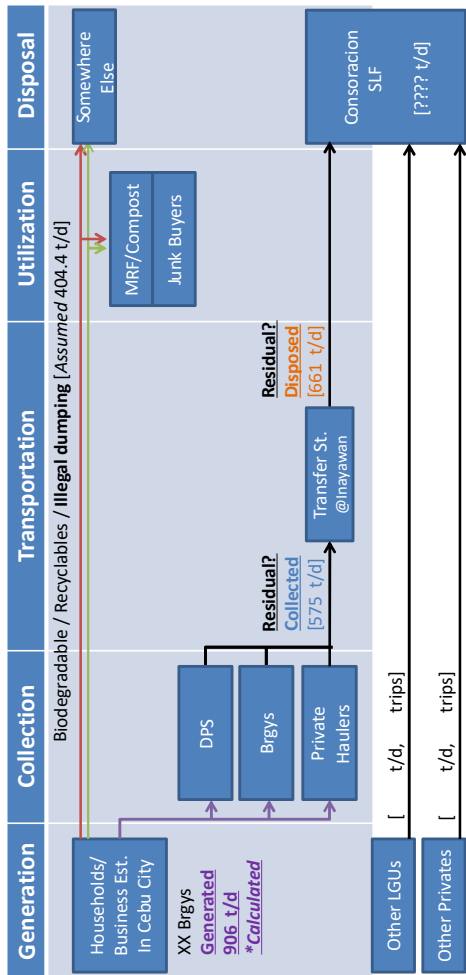 Generation
Collection
Transportation
Utilization
Disposal
Biodegradable / Recyclables / Illegal dumping [Assumed 404.4 t/d]
Households/
Business Est.
In Cebu City
XX Brgys
Generated
906 t/d
*Calculated
DPS
Brgys
Private
Haulers
Residual?
Collected
[575 t/d]
Transfer St.
@Inayawan
Residual?
Disposed
[661 t/d]
MRF/Compost
Junk Buyers
Somewhere
Else
Consoracion
SLF
[???? t/d]
Other LGUs
[ t/d, trips]
Other Privates
[ t/d, trips]